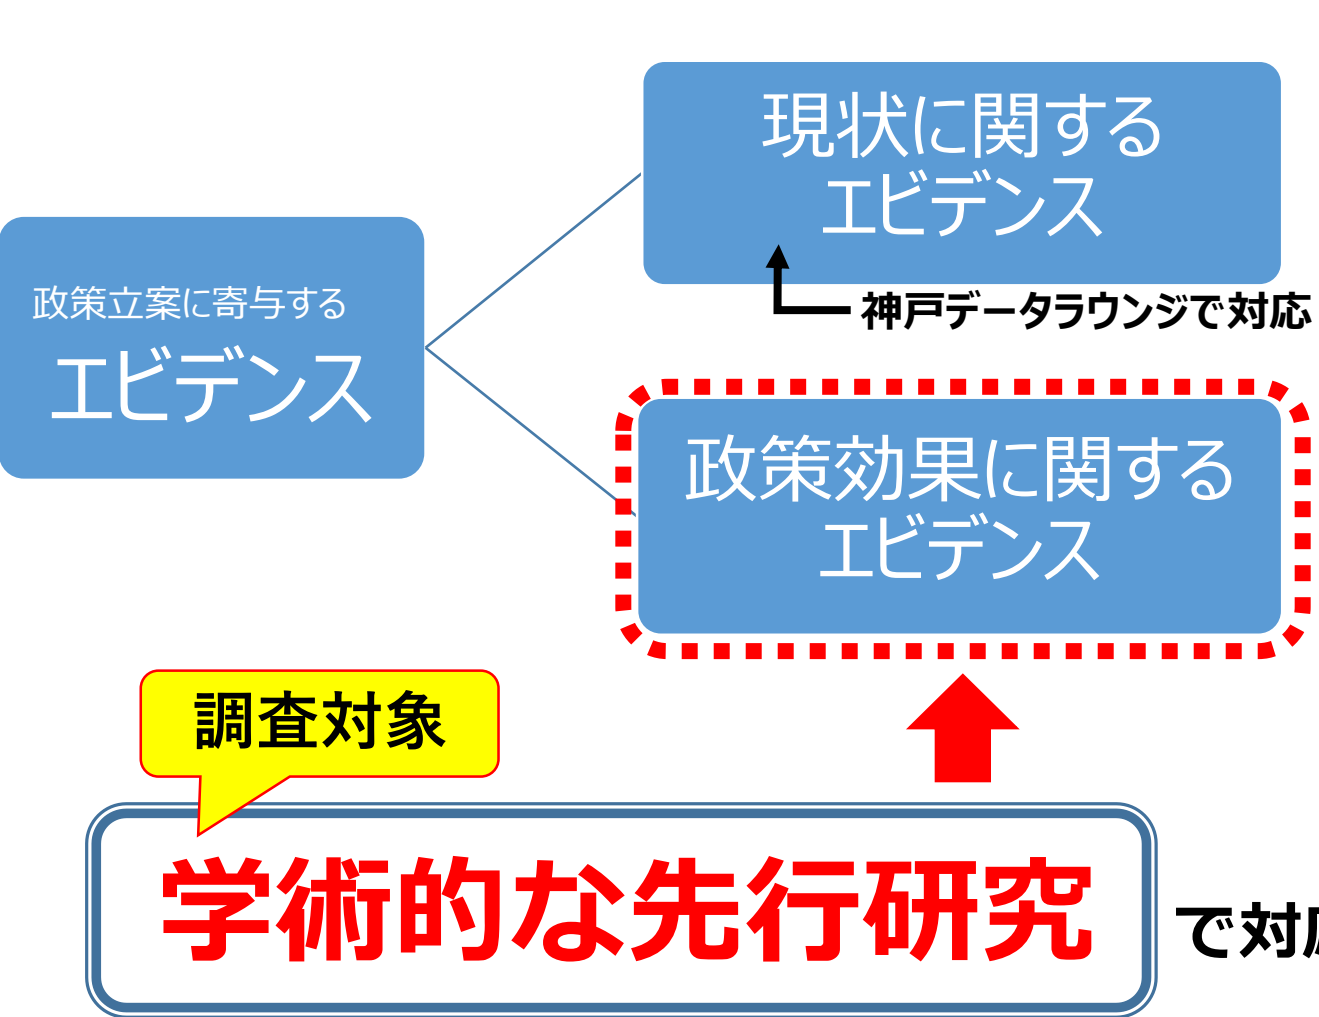 現状に関する
エビデンス
神戸データラウンジで対応
政策立案に寄与する
エビデンス
政策効果に関する
エビデンス
調査対象
学術的な先行研究
で対応